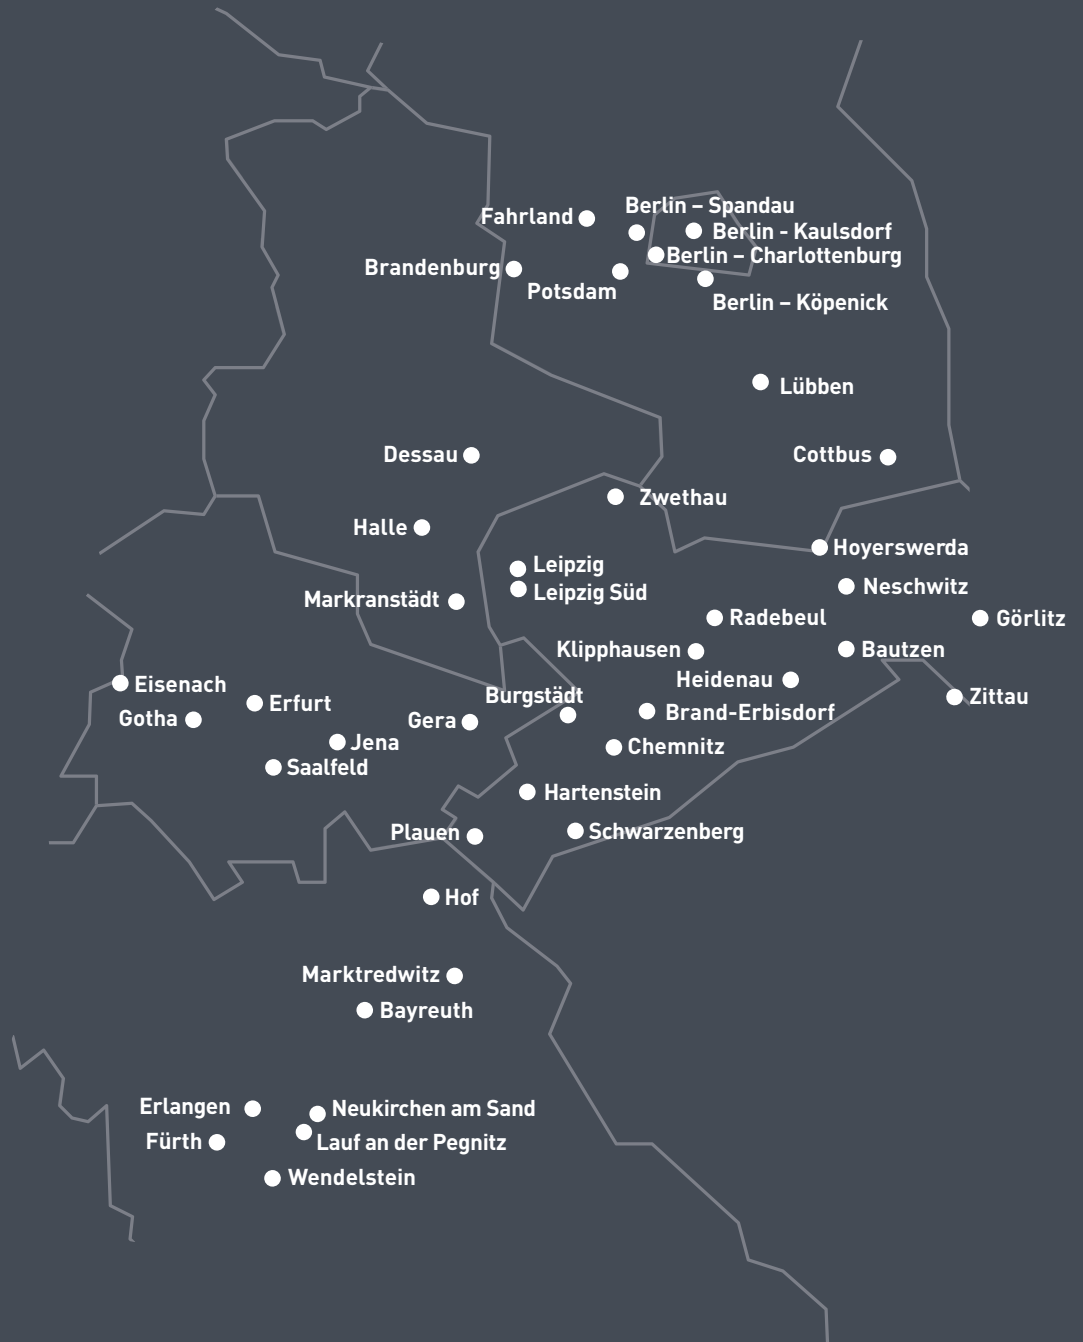 Berlin – Spandau
Fahrland
Berlin - Kaulsdorf
Berlin – Charlottenburg
Brandenburg
Potsdam
Berlin – Köpenick
Lübben
Dessau
Cottbus
Zwethau
Halle
Hoyerswerda
Leipzig
Neschwitz
Leipzig Süd
Markranstädt
Radebeul
Görlitz
Klipphausen
Bautzen
Heidenau
Eisenach
Burgstädt
Zittau
Erfurt
Brand-Erbisdorf
Gotha
Gera
Jena
Chemnitz
Saalfeld
Hartenstein
Plauen
Schwarzenberg
Hof
Marktredwitz
Bayreuth
Erlangen
Neukirchen am Sand
Fürth
Lauf an der Pegnitz
Wendelstein